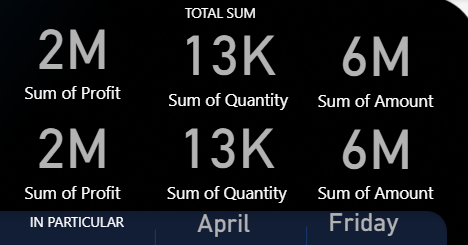 TOTAL SUM
2M 13K 6M
Sum of Profit Sum of Quantity Sum of Amount
2M 13K 6M
Sum of Profit Sum of Quantity Sum of Amount
IN PARTICULAR April Friday